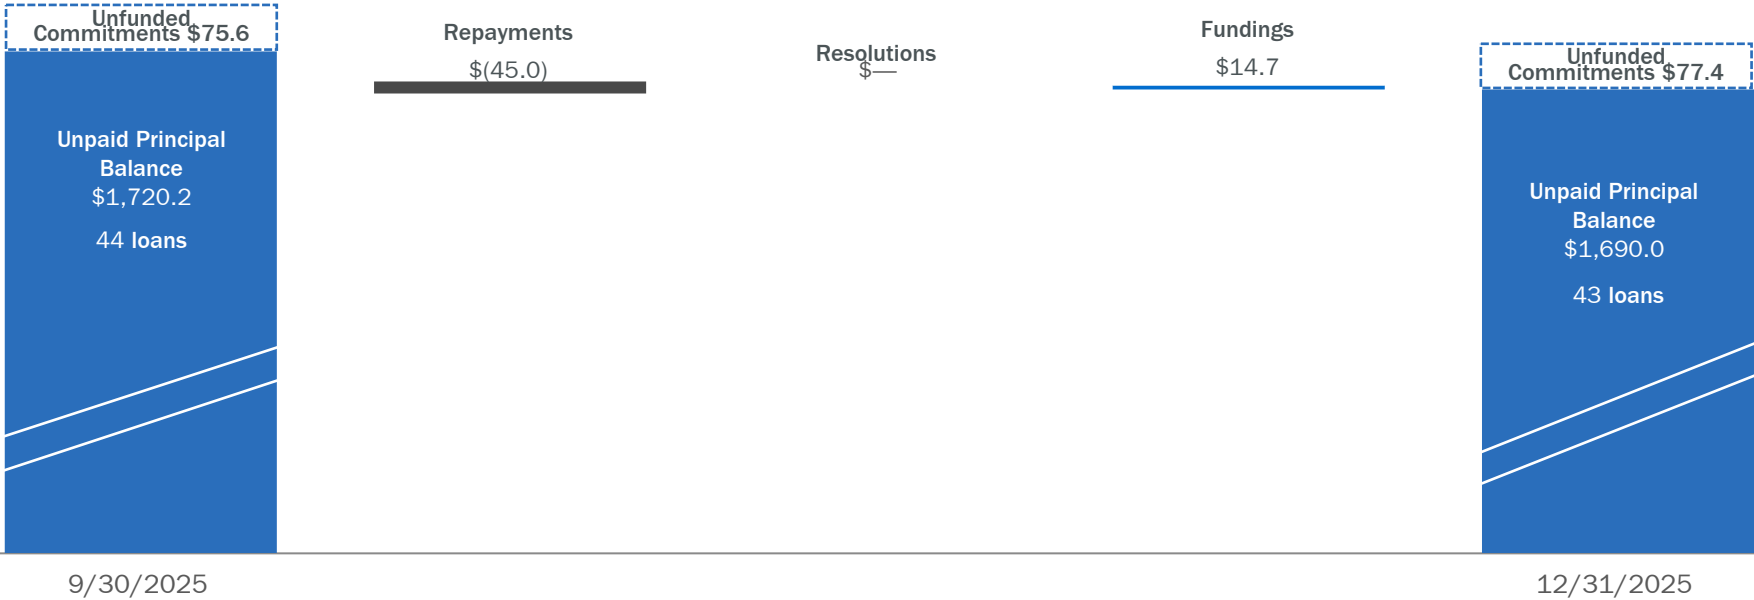 Unfunded
Commitments $75.6
Unpaid Principal
Balance
$1,720.2
44 loans
9/30/2025
Repayments
$(45.0)
Resolutions
$—
Fundings
$14.7
Unfunded
Commitments $77.4
Unpaid Principal
Balance
$1,690.0
43 loans
12/31/2025